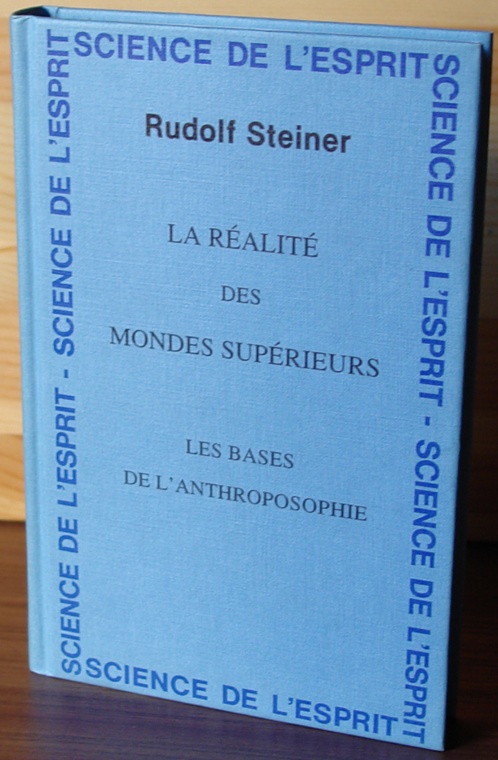 SCIENCE DE L'ESPRIT
Rudolf Steiner
LA RÉALITÉ
DES
MONDES SUPÉRIEURS
LES BASES
DE L'ANTHROPOSOPHIE
SCIENCE DE L'ESPRIT - SCIENCE DE L'ESPRIT
SCIENCE DE L'ESPRIT - SCIENCE DE L'ESPRIT
SCIENCE DE L'ESPRIT